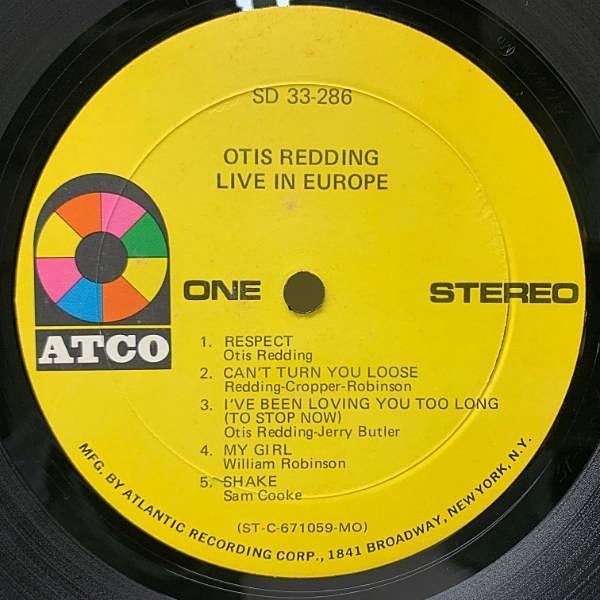 SD 33-286
OTIS REDDING
LIVE IN EUROPE
ATCO
ONE
STEREO
1. RESPECT
Otis Redding
2. CAN'T TURN YOU LOOSE
Redding-Cropper-Robinson
3. I'VE BEEN LOVING YOU TOO LONG
(TO STOP NOW)
Otis Redding-Jerry Butler
4. MY GIRL
William Robinson
5. SHAKE
Sam Cooke
(ST-C-671059-MO)
MFG. BY ATLANTIC RECORDING CORP., 1841 BROADWAY, NEW YORK, N.Y.